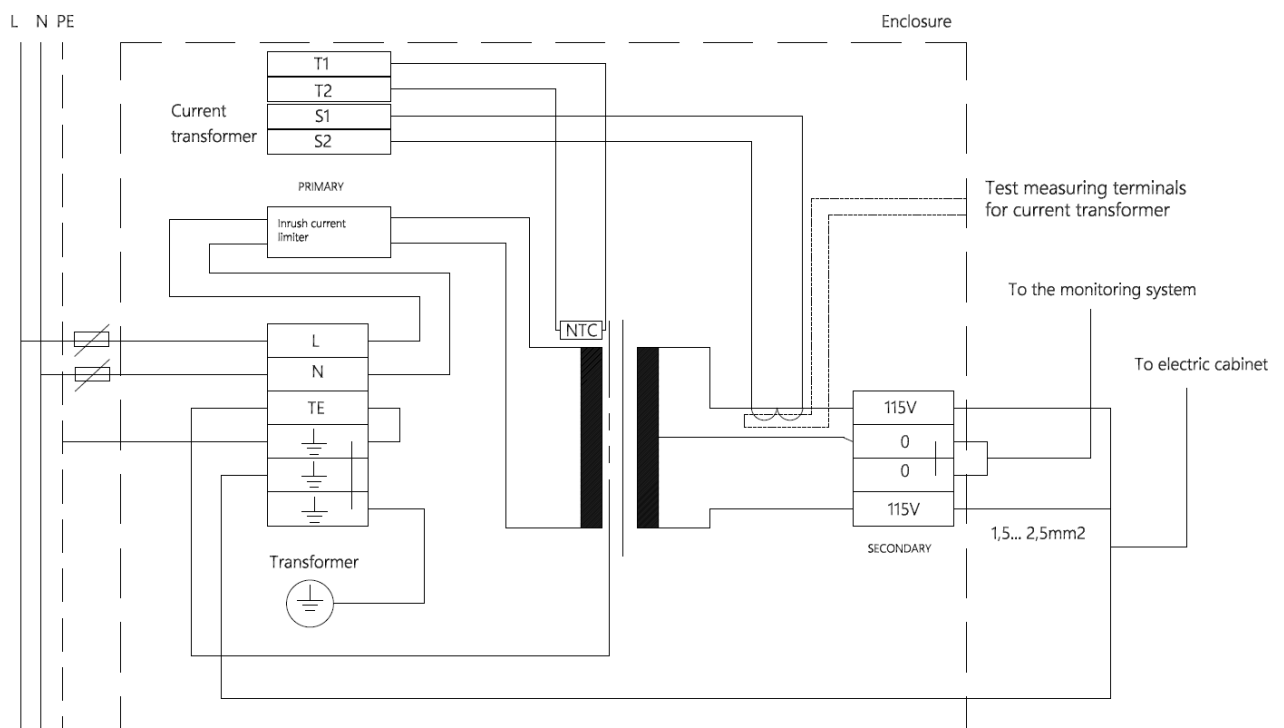 L N PE
Enclosure
T1
T2
S1
S2
Current
transformer
PRIMARY
Inrush current
limiter
Test measuring terminals
for current transformer
To the monitoring system
To electric cabinet
NTC
L
N
TE
115V
0
0
115V
SECONDARY
1,5... 2,5mm2
Transformer